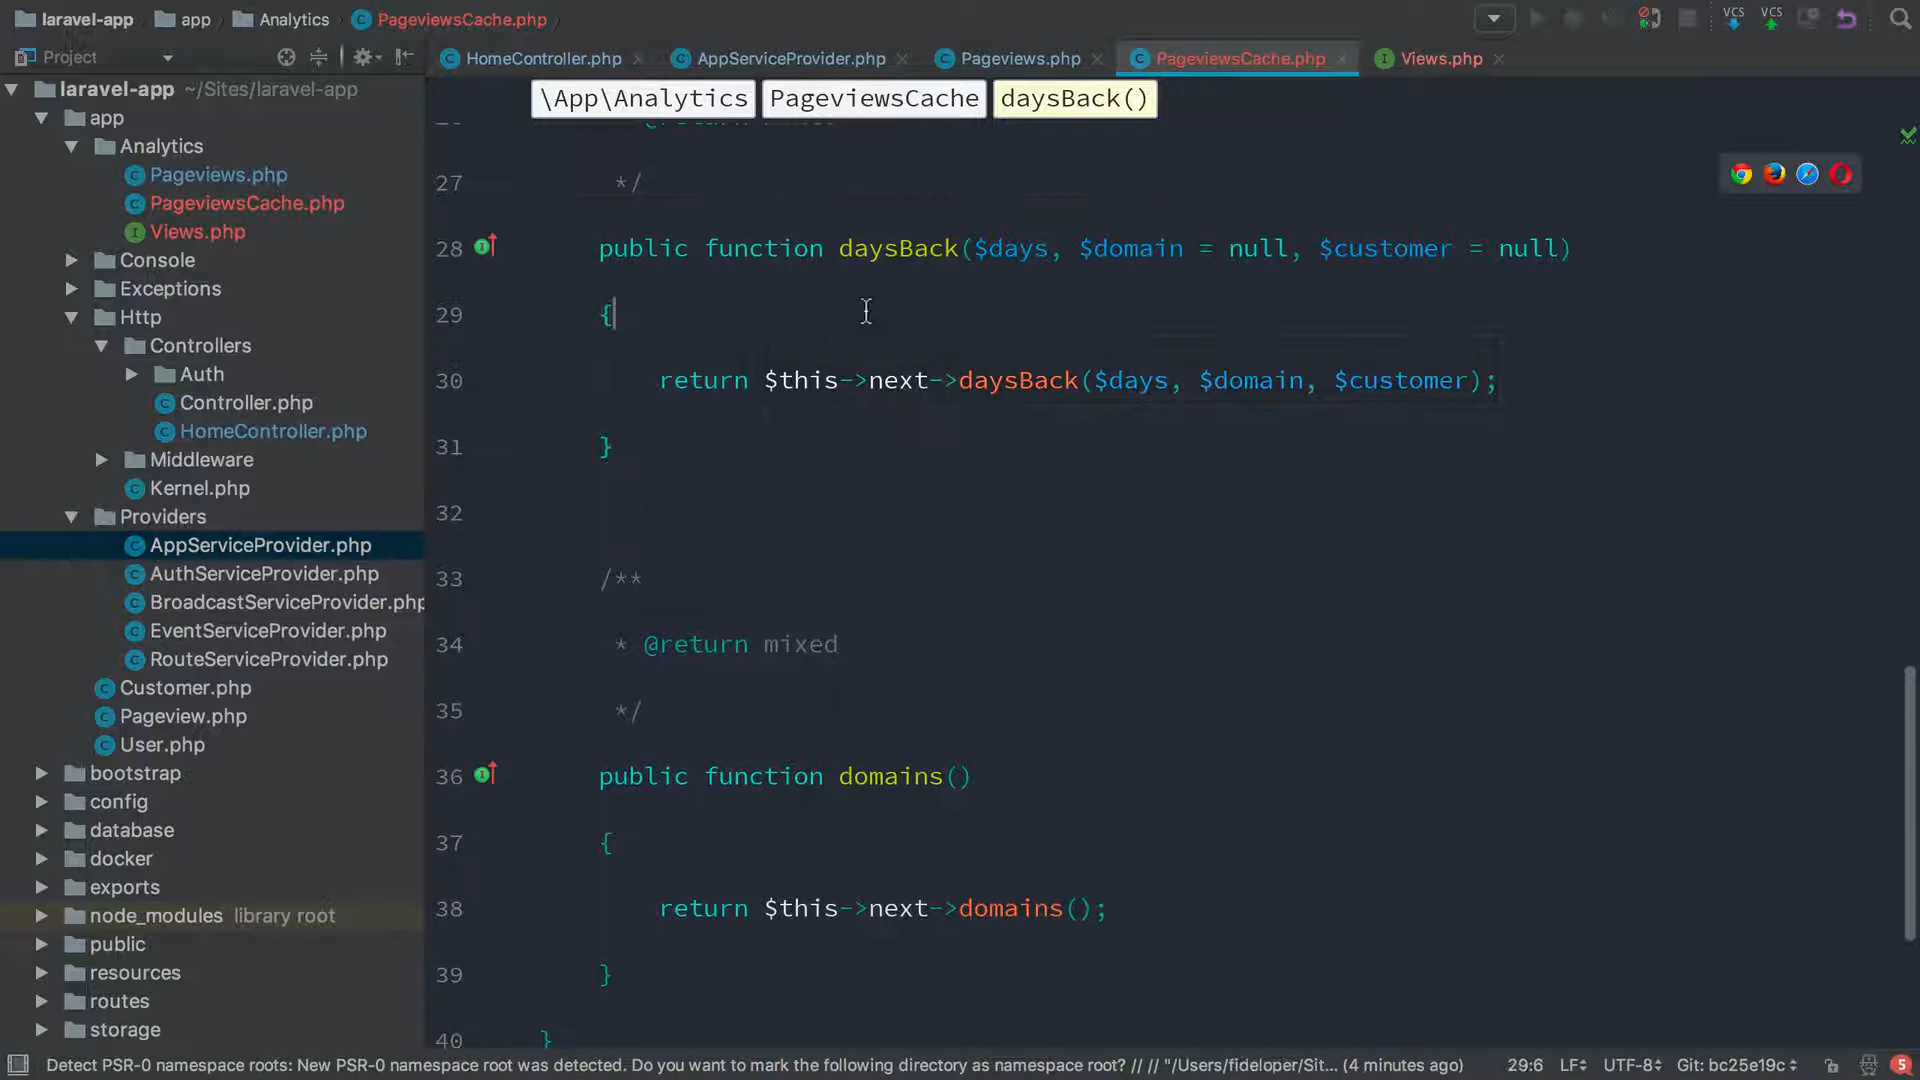 laravel-app app Analytics PageviewsCache.php
VCS VCS
Project
HomeController.php AppServiceProvider.php Pageviews.php PageviewsCache.php Views.php
\App\Analytics PageviewsCache daysBack()
laravel-app ~/Sites/laravel-app
app
Analytics
Pageviews.php
PageviewsCache.php
Views.php
Console
Exceptions
Http
Controllers
Auth
Controller.php
HomeController.php
Middleware
Kernel.php
Providers
AppServiceProvider.php
AuthServiceProvider.php
BroadcastServiceProvider.php
EventServiceProvider.php
RouteServiceProvider.php
Customer.php
Pageview.php
User.php
bootstrap
config
database
docker
exports
node_modules library root
public
resources
routes
storage
27 */
28 public function daysBack($days, $domain = null, $customer = null)
29 {
30 return $this->next->daysBack($days, $domain, $customer);
31 }
32
33 /**
34 * @return mixed
35 */
36 public function domains()
37 {
38 return $this->next->domains();
39 }
40 }
Detect PSR-0 namespace roots: New PSR-0 namespace root was detected. Do you want to mark the following directory as namespace root? // // "/Users/fideloper/Sit... (4 minutes ago) 29:6 LF UTF-8 Git: bc25e19c 5